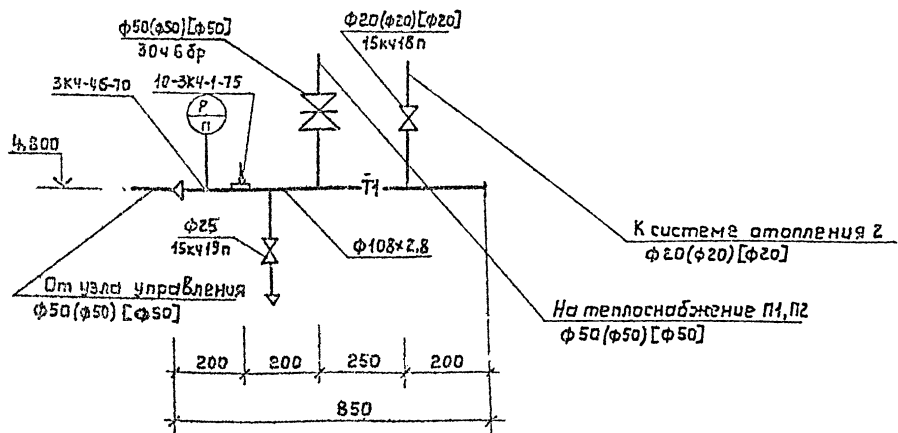 ф50(ф50)[ф50]
30ч6бр
ф20(ф20)[ф20]
15кч18п
3К4-46-70
10-3К4-1-75
Р
П
4,800
Т1
ф25
15кч19п
ф108×2,8
От узла управления
ф50(ф50)[ф50]
К системе отопления 2
ф20(ф20)[ф20]
На теплоснабжение П1,П2
ф50(ф50)[ф50]
200
200
250
200
850